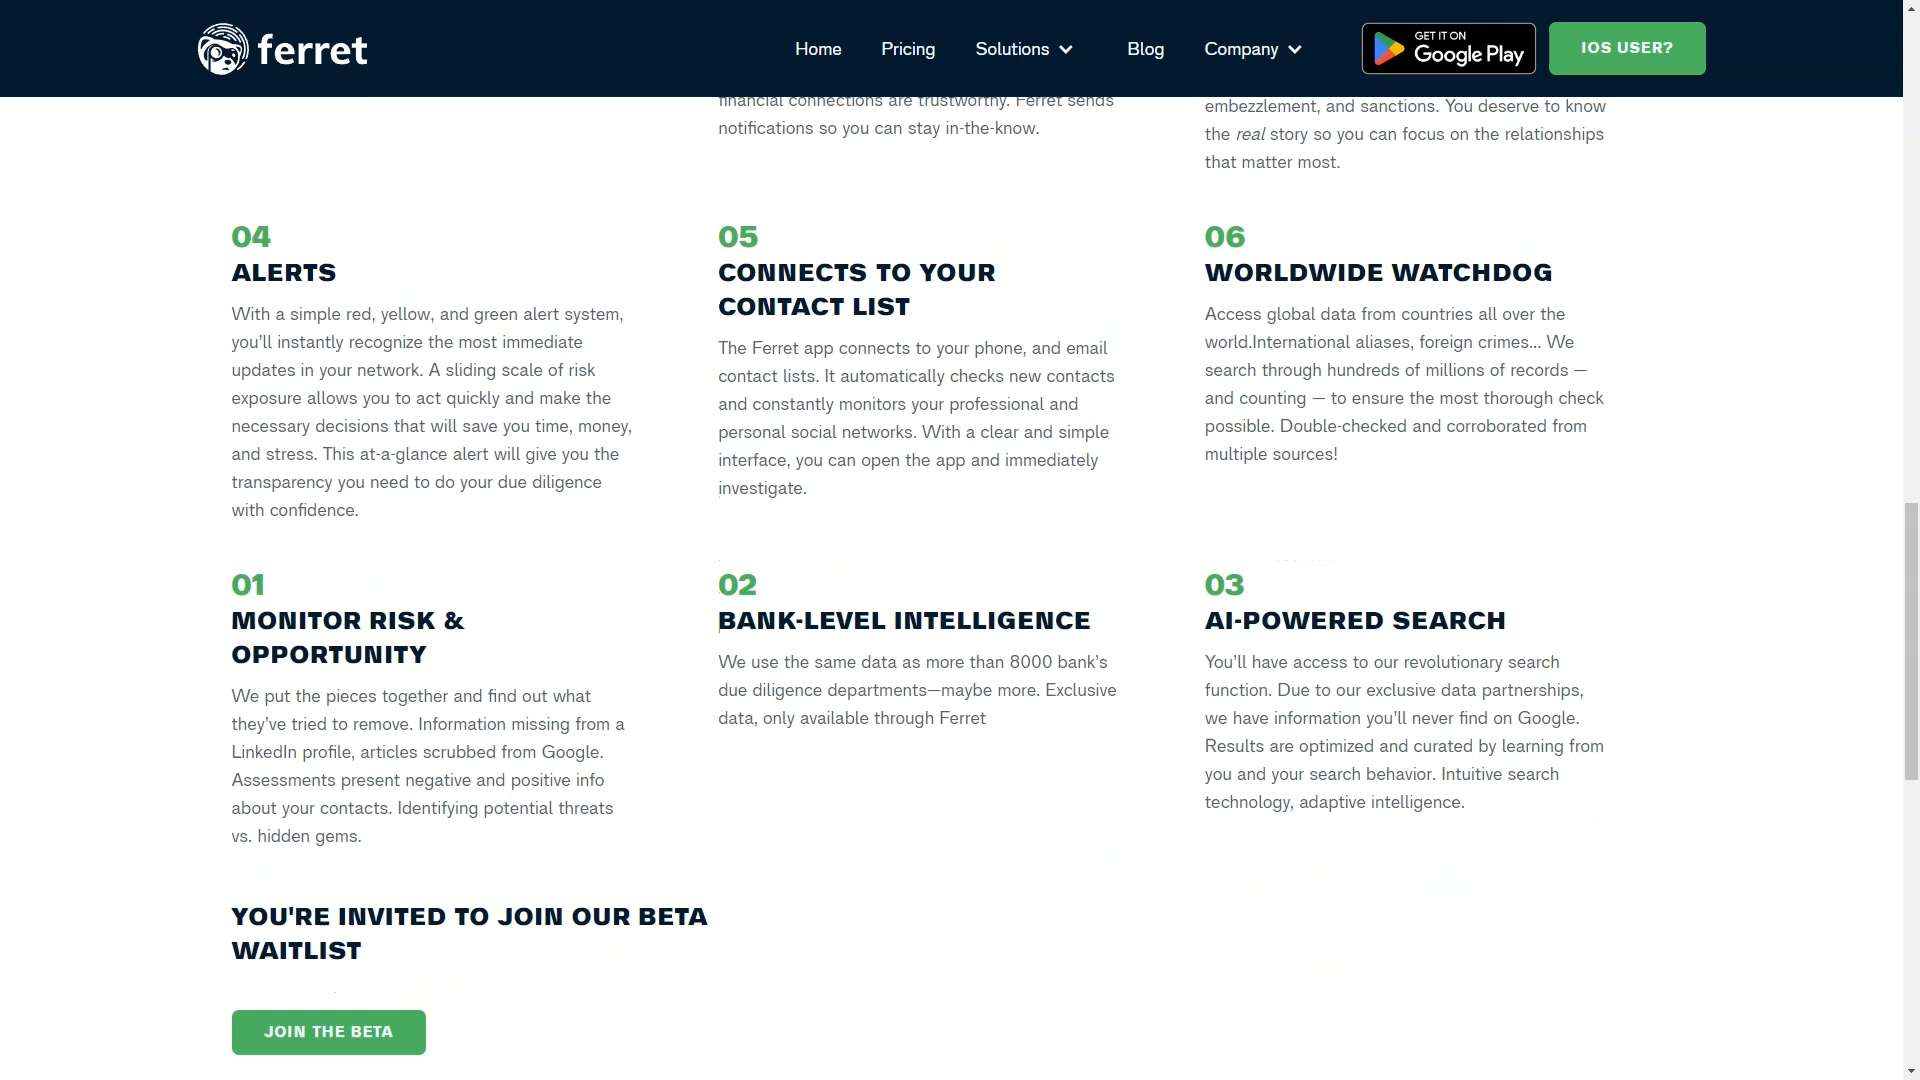 ferret
Home
Pricing
Solutions
Blog
Company
GET IT ON
Google Play
IOS USER?
financial connections are trustworthy. Ferret sends
notifications so you can stay in-the-know.
embezzlement, and sanctions. You deserve to know
the real story so you can focus on the relationships
that matter most.
04
ALERTS
With a simple red, yellow, and green alert system,
you’ll instantly recognize the most immediate
updates in your network. A sliding scale of risk
exposure allows you to act quickly and make the
necessary decisions that will save you time, money,
and stress. This at-a-glance alert will give you the
transparency you need to do your due diligence
with confidence.
05
CONNECTS TO YOUR
CONTACT LIST
The Ferret app connects to your phone, and email
contact lists. It automatically checks new contacts
and constantly monitors your professional and
personal social networks. With a clear and simple
interface, you can open the app and immediately
investigate.
06
WORLDWIDE WATCHDOG
Access global data from countries all over the
world.International aliases, foreign crimes... We
search through hundreds of millions of records —
and counting — to ensure the most thorough check
possible. Double-checked and corroborated from
multiple sources!
01
MONITOR RISK &
OPPORTUNITY
We put the pieces together and find out what
they’ve tried to remove. Information missing from a
LinkedIn profile, articles scrubbed from Google.
Assessments present negative and positive info
about your contacts. Identifying potential threats
vs. hidden gems.
02
BANK-LEVEL INTELLIGENCE
We use the same data as more than 8000 bank’s
due diligence departments—maybe more. Exclusive
data, only available through Ferret
03
AI-POWERED SEARCH
You’ll have access to our revolutionary search
function. Due to our exclusive data partnerships,
we have information you’ll never find on Google.
Results are optimized and curated by learning from
you and your search behavior. Intuitive search
technology, adaptive intelligence.
YOU'RE INVITED TO JOIN OUR BETA
WAITLIST
JOIN THE BETA